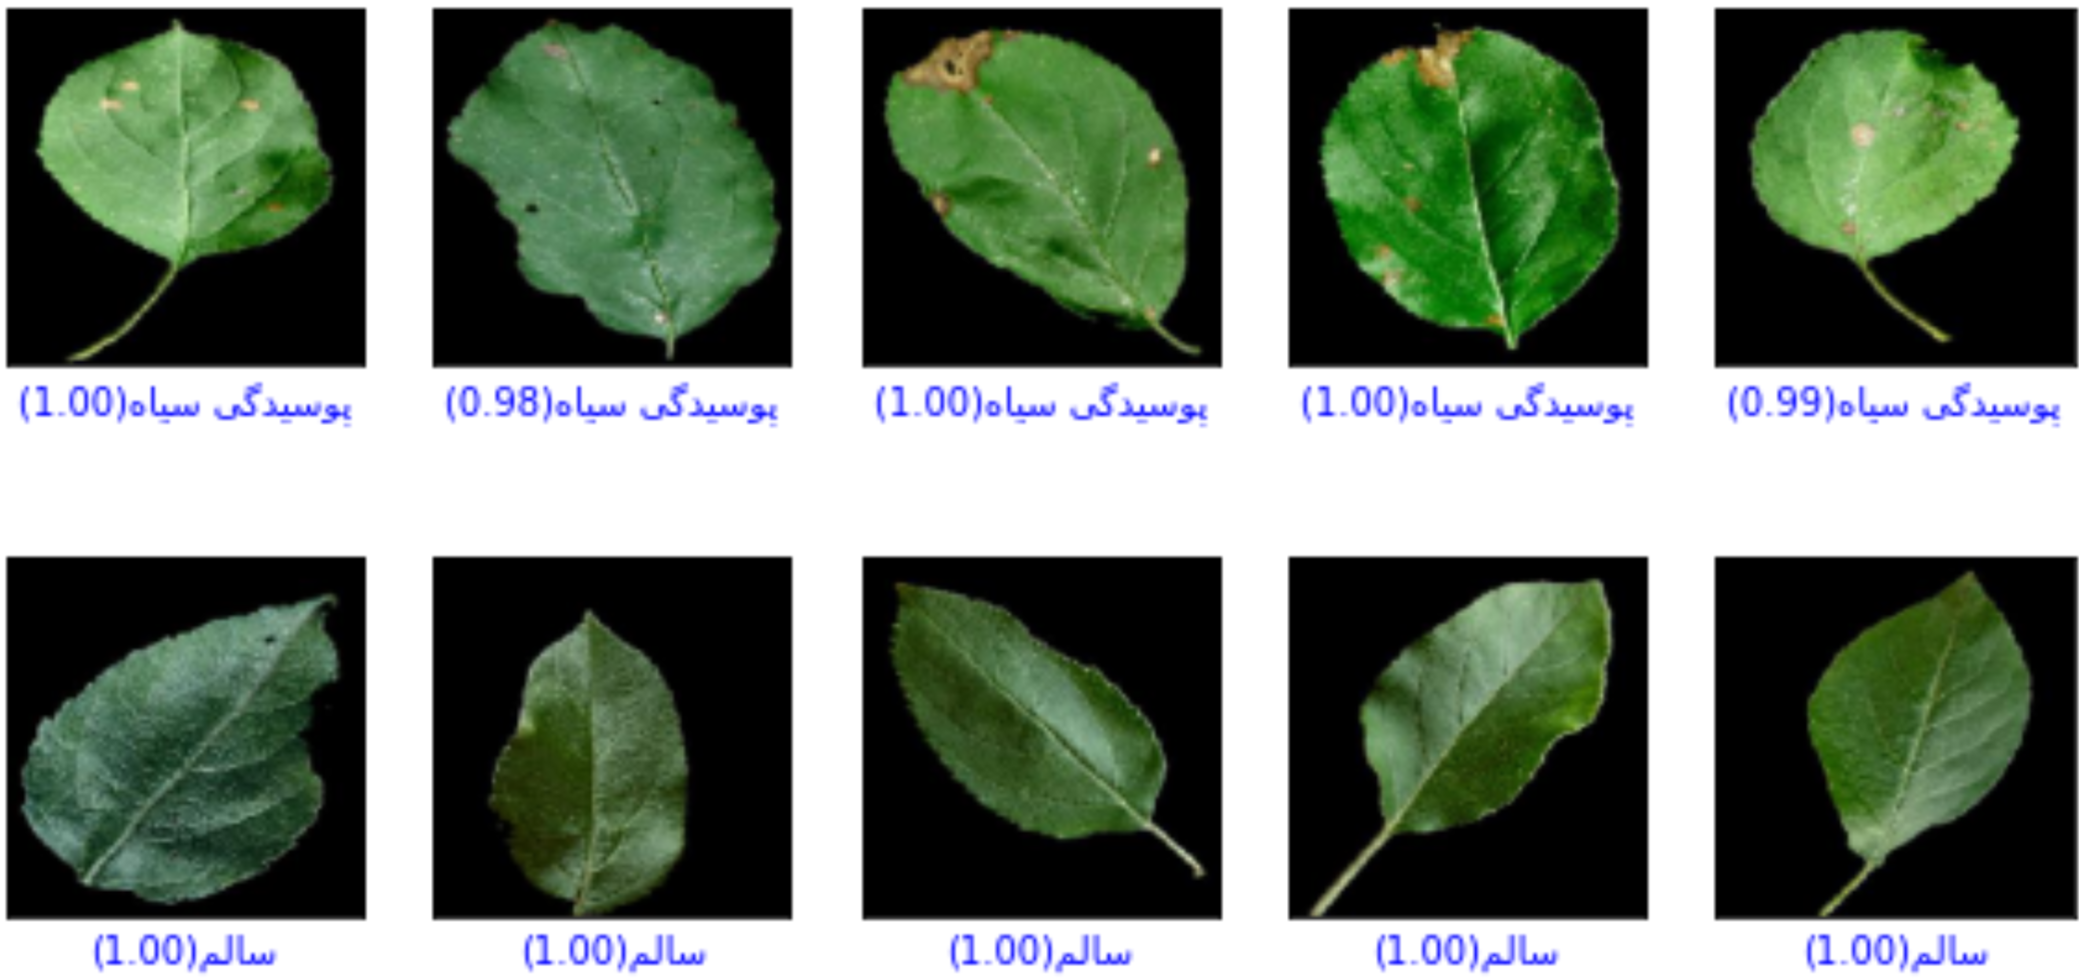 پوسیدگی سیاه(1.00)
پوسیدگی سیاه(0.98)
پوسیدگی سیاه(1.00)
پوسیدگی سیاه(1.00)
پوسیدگی سیاه(0.99)
سالم(1.00)
سالم(1.00)
سالم(1.00)
سالم(1.00)
سالم(1.00)